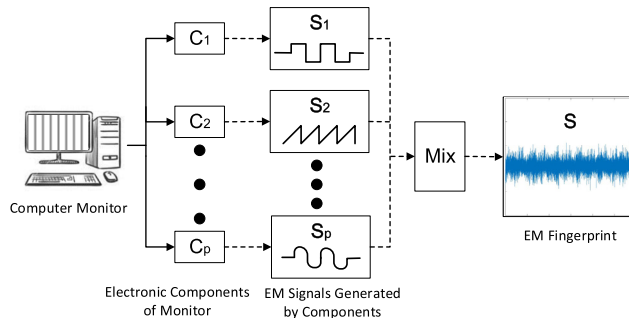 C1
S1
C2
S2
Cp
Sp
Mix
S
Computer Monitor
Electronic Components
of Monitor
EM Signals Generated
by Components
EM Fingerprint